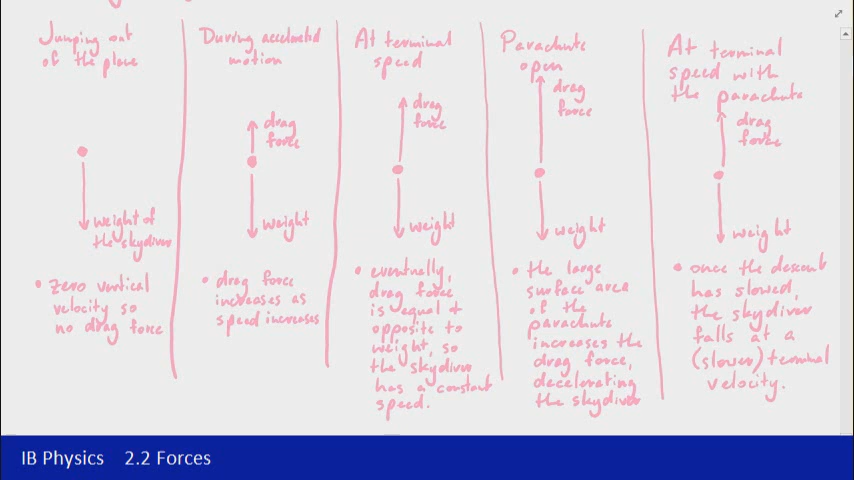 Jumping out
of the plane
weight of
the skydiver
• zero vertical
velocity so
no drag force
During accelerated
motion
drag
force
weight
• drag force
increases as
speed increases
At terminal
speed
drag
force
weight
• eventually,
drag force
is equal +
opposite to
weight, so
the skydiver
has a constant
speed.
Parachute
open
drag
force
weight
• the large
surface area
of the
parachute
increases the
drag force,
decelerating
the skydiver
At terminal
speed with
the parachute
drag
force
weight
• once the descent
has slowed,
the skydiver
falls at a
(slower) terminal
velocity.
IB Physics 2.2 Forces